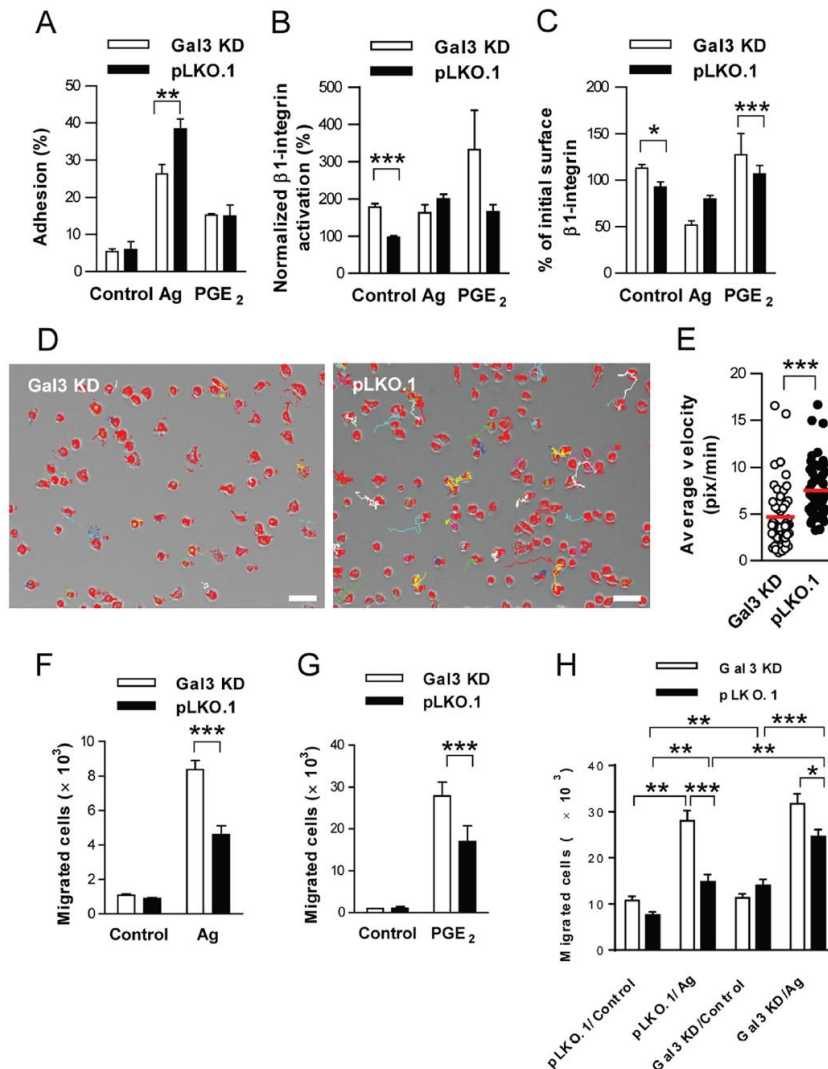 A
Gal3 KD
pLKO.1
Adhesion (%)
50
40
30
20
10
0
**
Control Ag PGE2
B
Gal3 KD
pLKO.1
Normalized β1-integrin
activation (%)
500
400
300
200
100
0
***
Control Ag PGE2
C
Gal3 KD
pLKO.1
% of initial surface
β1-integrin
200
150
100
50
0
*
***
Control Ag PGE2
D
Gal3 KD
pLKO.1
E
Average velocity
(pix/min)
20
15
10
5
0
***
Gal3 KD
pLKO.1
F
Gal3 KD
pLKO.1
Migrated cells (× 10³)
10
8
6
4
2
0
***
Control Ag
G
Gal3 KD
pLKO.1
Migrated cells (× 10³)
40
30
20
10
0
***
Control PGE2
H
Gal3 KD
pLKO.1
Migrated cells ( × 10³)
40
30
20
10
0
** ***
** **
** *** *
pLKO.1/Control
pLKO.1/Ag
Gal3 KD/Control
Gal3 KD/Ag